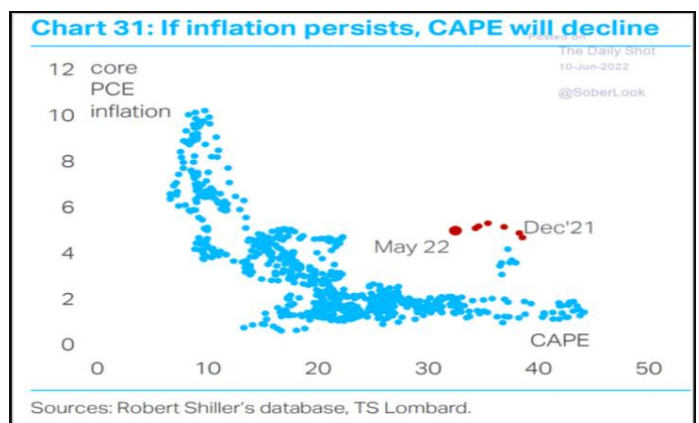 Chart 31: If inflation persists, CAPE will decline
Posted on
The Daily Shot
10-Jun-2022
@SoberLook
12
core
PCE
inflation
10
8
6
4
2
0
May 22
Dec'21
CAPE
0 10 20 30 40 50
Sources: Robert Shiller's database, TS Lombard.